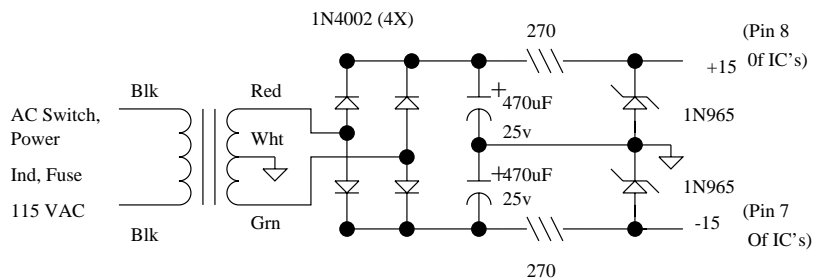 1N4002 (4X)
270
(Pin 8
0f IC's)
+15
Blk
Red
+
470uF
25v
1N965
AC Switch,
Power
Wht
Ind, Fuse
+
470uF
25v
1N965
115 VAC
Blk
Grn
-15
(Pin 7
Of IC's)
270